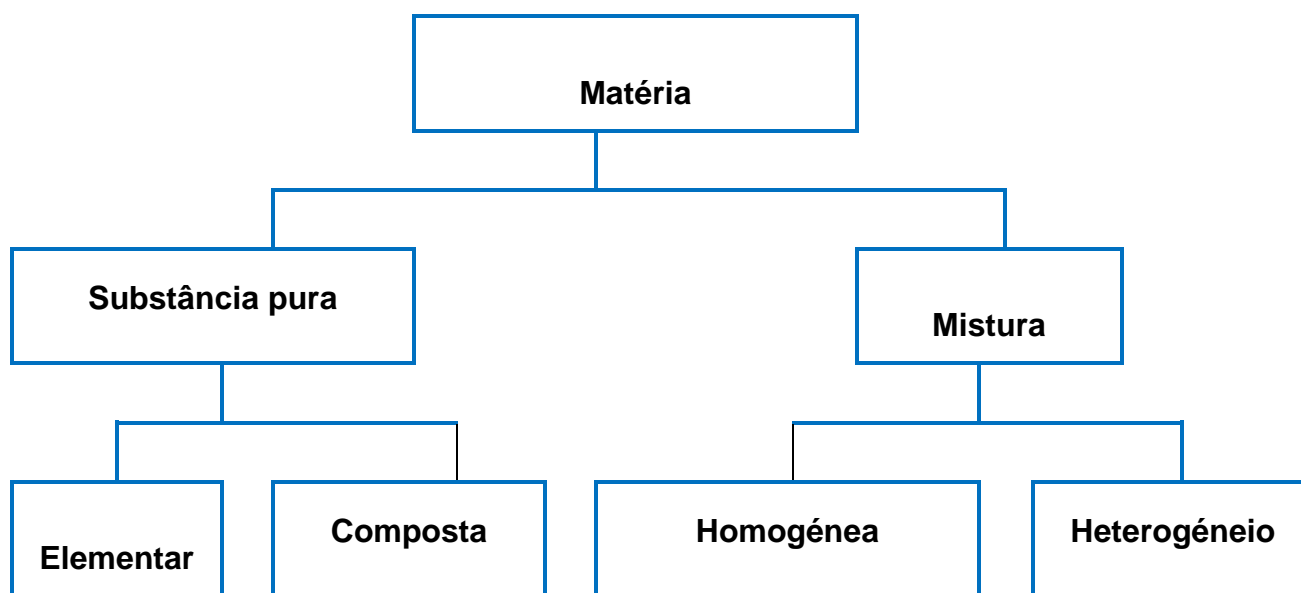 Matéria
Substância pura
Mistura
Elementar
Composta
Homogénea
Heterogéneio